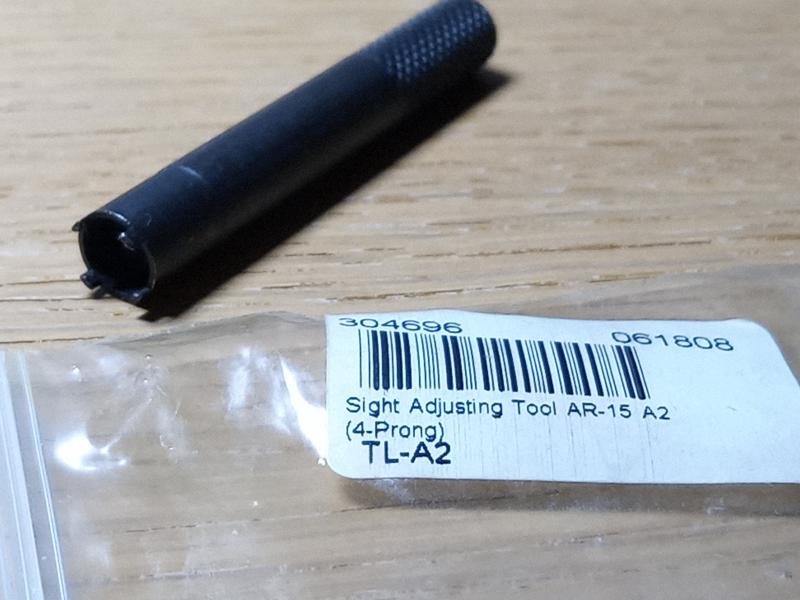 304696 061808
Sight Adjusting Tool AR-15 A2
(4-Prong)
TL-A2